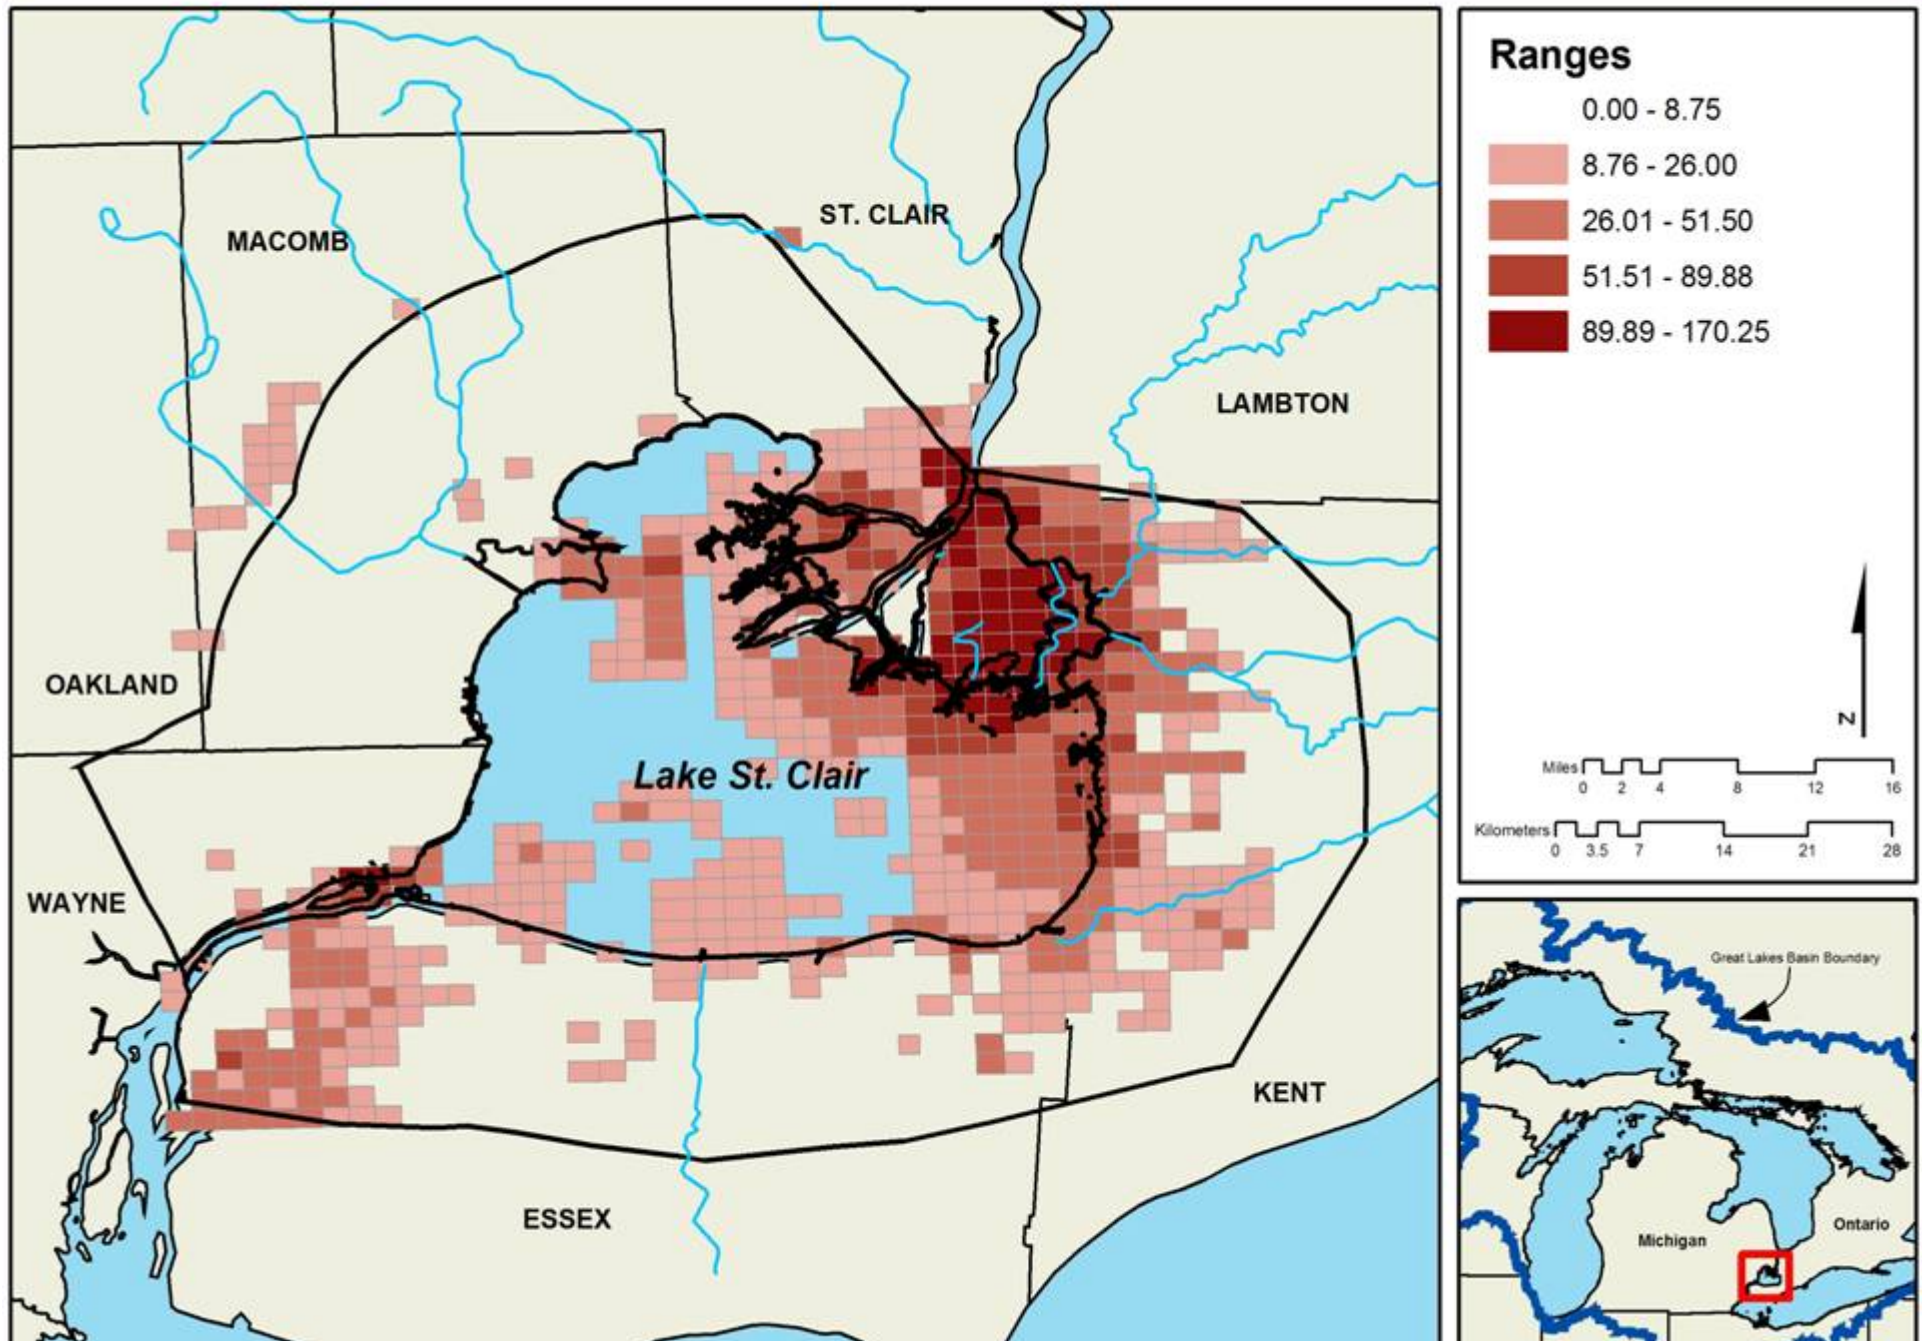 MACOMB
ST. CLAIR
LAMBTON
OAKLAND
Lake St. Clair
WAYNE
KENT
ESSEX
Ranges
0.00 - 8.75
8.76 - 26.00
26.01 - 51.50
51.51 - 89.88
89.89 - 170.25
N
Miles
0 2 4 8 12 16
Kilometers
0 3.5 7 14 21 28
Great Lakes Basin Boundary
Ontario
Michigan